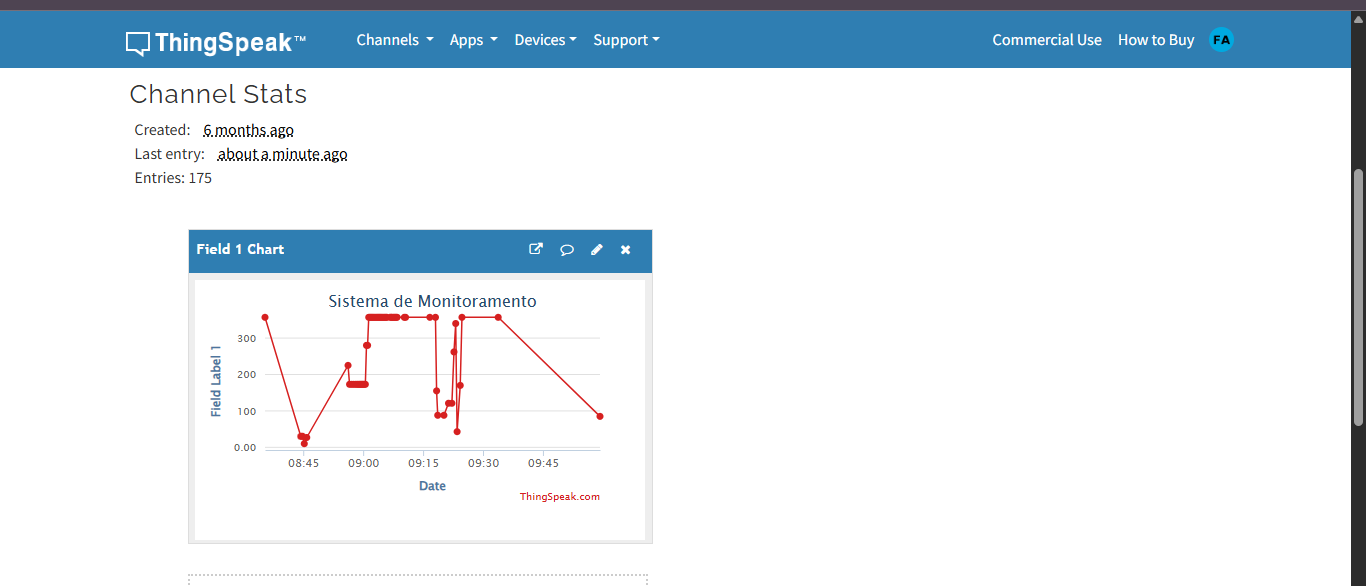 ThingSpeak™ Channels Apps Devices Support Commercial Use How to Buy FA
Channel Stats
Created: 6 months ago
Last entry: about a minute ago
Entries: 175
Field 1 Chart
Sistema de Monitoramento
Field Label 1
300
200
100
0.00
08:45 09:00 09:15 09:30 09:45
Date
ThingSpeak.com